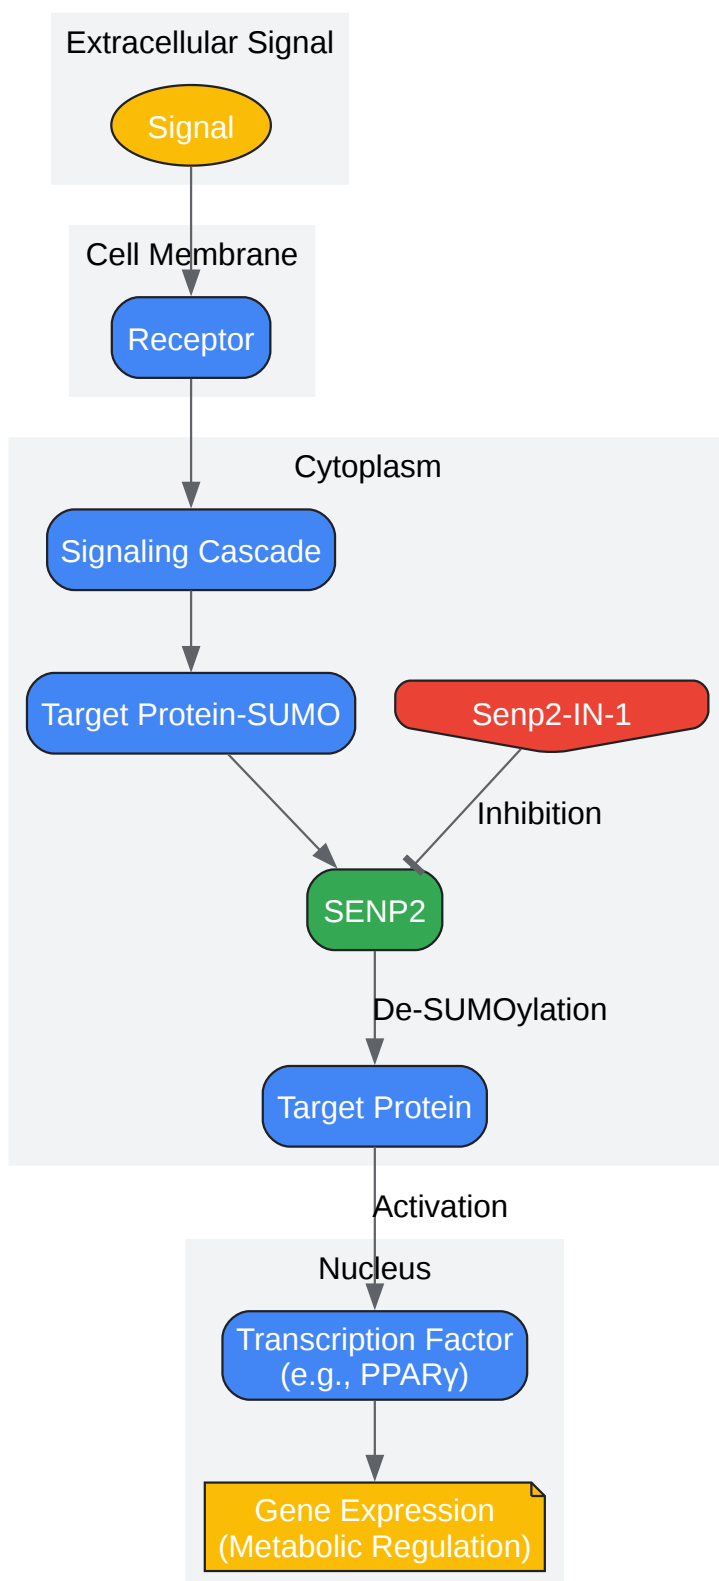 Extracellular Signal
Signal
Cell Membrane
Receptor
Cytoplasm
Signaling Cascade
Target Protein-SUMO
Senp2-IN-1
Inhibition
SENP2
De-SUMOylation
Target Protein
Activation
Nucleus
Transcription Factor
(e.g., PPARγ)
Gene Expression
(Metabolic Regulation)